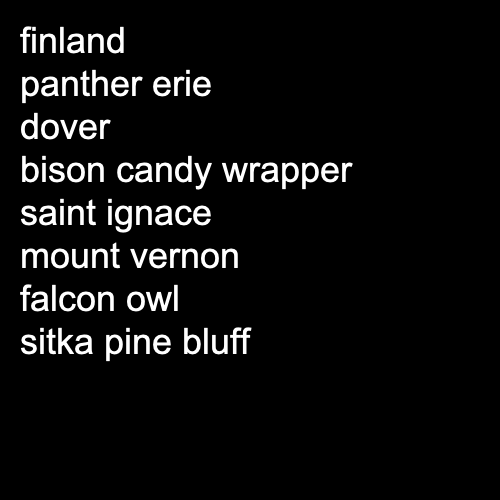 finland
panther erie
dover
bison candy wrapper
saint ignace
mount vernon
falcon owl
sitka pine bluff